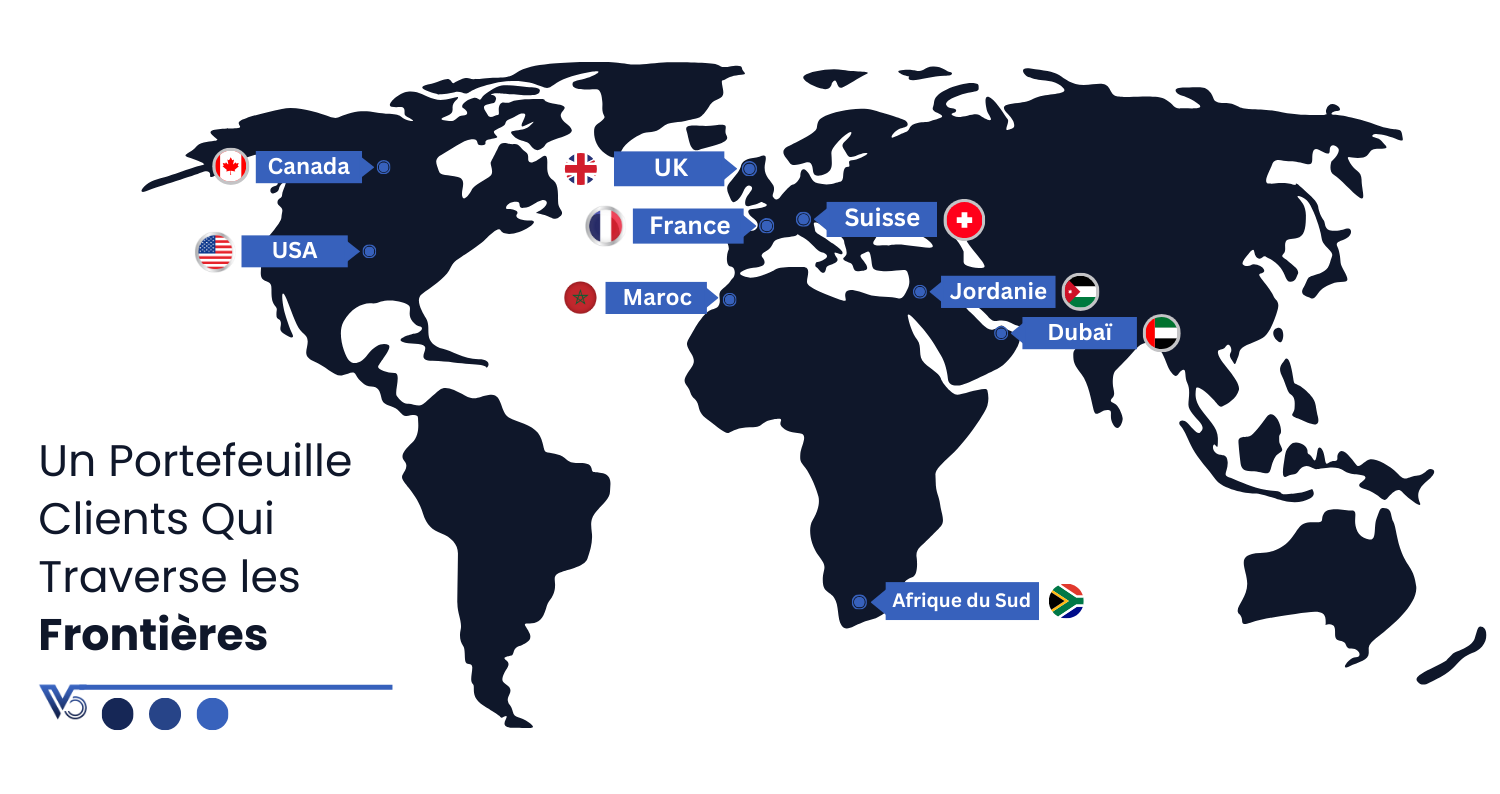 Canada
UK
Suisse
France
USA
Jordanie
Maroc
Dubaï
Un Portefeuille
Clients Qui
Traverse les
Frontières
Afrique du Sud